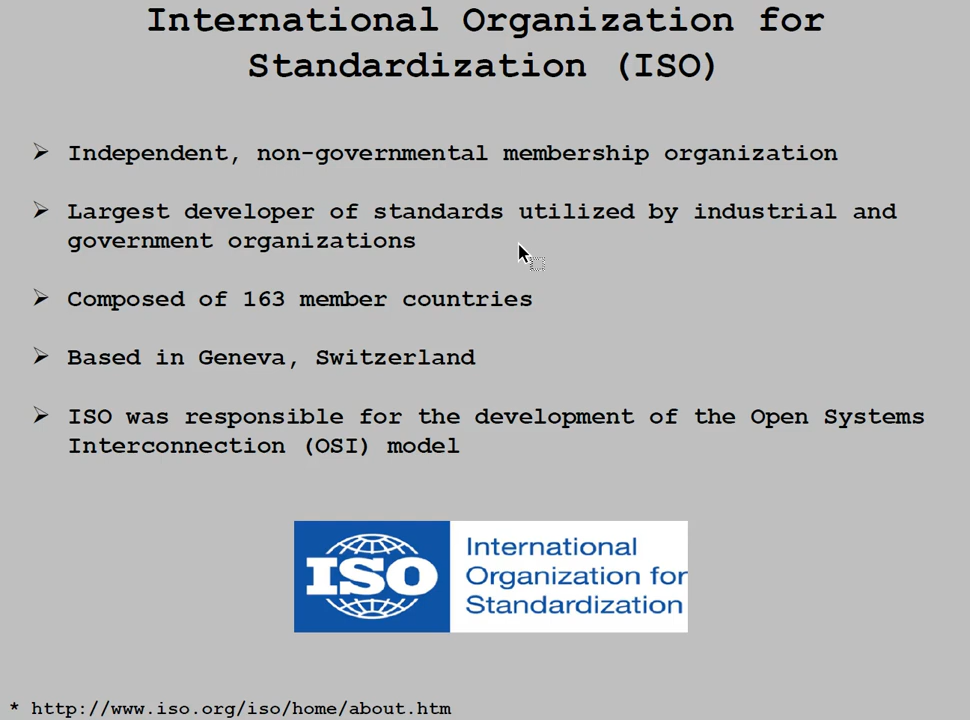 International Organization for
Standardization (ISO)
➢ Independent, non-governmental membership organization
➢ Largest developer of standards utilized by industrial and
government organizations
➢ Composed of 163 member countries
➢ Based in Geneva, Switzerland
➢ ISO was responsible for the development of the Open Systems
Interconnection (OSI) model
ISO
International
Organization for
Standardization
* http://www.iso.org/iso/home/about.htm